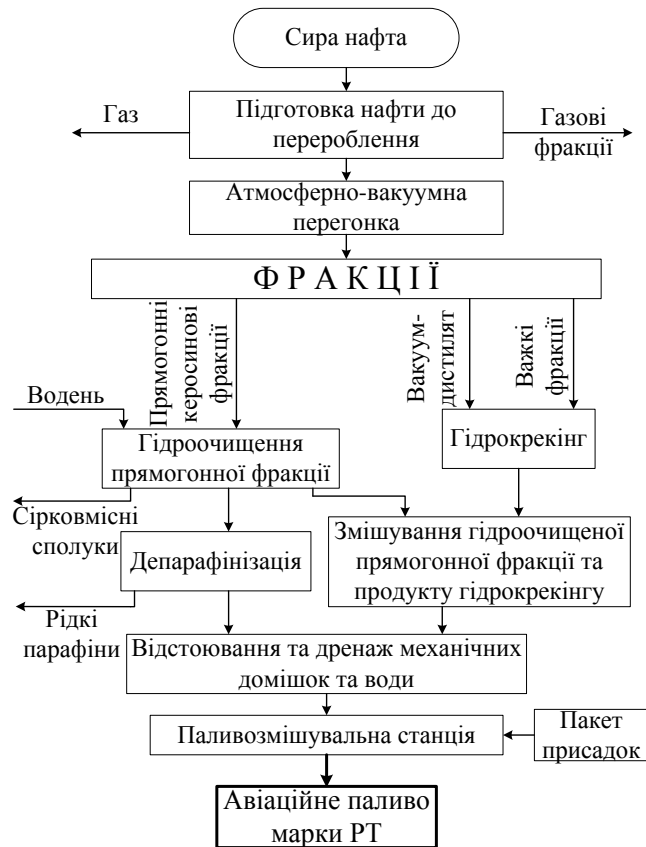 Сира нафта
Газ
Підготовка нафти до
перероблення
Газові
фракції
Атмосферно-вакуумна
перегонка
Ф Р А К Ц І Ї
Прямогонні
керосинові
фракції
Вакуум-
дистилят
Важкі
фракції
Водень
Гідроочищення
прямогонної фракції
Гідрокрекінг
Сірковмісні
сполуки
Депарафінізація
Змішування гідроочищеної
прямогонної фракції та
продукту гідрокрекінгу
Рідкі
парафіни
Відстоювання та дренаж механічних
домішок та води
Паливозмішувальна станція
Пакет
присадок
Авіаційне паливо
марки РТ